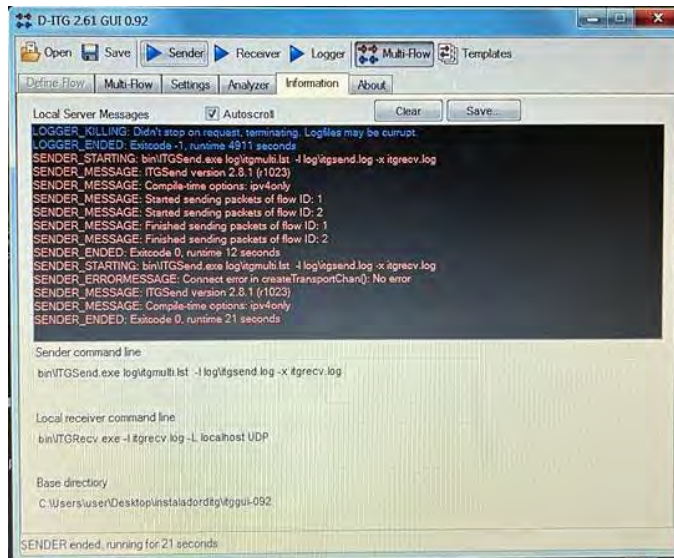 D-ITG 2.61 GUI 0.92
Open Save Sender Receiver Logger Multi-Flow Templates
Define Flow Multi-Flow Settings Analyzer Information About
Local Server Messages Autoscroll Clear Save...
LOGGER_KILLING: Didn't stop on request, terminating. Logfiles may be currupt.
LOGGER_ENDED: Exitcode -1, runtime 4911 seconds
SENDER_STARTING: bin\ITGSend.exe log\itgmulti.lst -l log\itgsend.log -x itgrecv.log
SENDER_MESSAGE: ITGSend version 2.8.1 (r1023)
SENDER_MESSAGE: Compile-time options: ipv4only
SENDER_MESSAGE: Started sending packets of flow ID: 1
SENDER_MESSAGE: Started sending packets of flow ID: 2
SENDER_MESSAGE: Finished sending packets of flow ID: 1
SENDER_MESSAGE: Finished sending packets of flow ID: 2
SENDER_ENDED: Exitcode 0, runtime 12 seconds
SENDER_STARTING: bin\ITGSend.exe log\itgmulti.lst -l log\itgsend.log -x itgrecv.log
SENDER_ERRORMESSAGE: Connect error in createTransportChan(): No error
SENDER_MESSAGE: ITGSend version 2.8.1 (r1023)
SENDER_MESSAGE: Compile-time options: ipv4only
SENDER_ENDED: Exitcode 0, runtime 21 seconds
Sender command line
bin\ITGSend.exe log\itgmulti.lst -l log\itgsend.log -x itgrecv.log
Local receiver command line
bin\ITGRecv.exe -l itgrecv.log -L localhost UDP
Base directiory
C:\Users\user\Desktop\instaladorditg\itggui-092
SENDER ended, running for 21 seconds